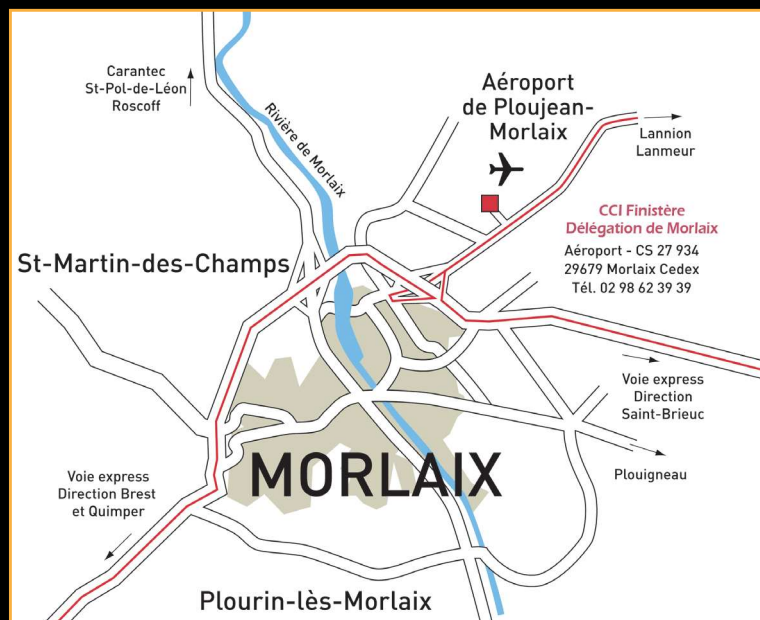 Carantec
St-Pol-de-Léon
Roscoff
Rivière de Morlaix
Aéroport
de Ploujean-
Morlaix
Lannion
Lanmeur
CCI Finistère
Délégation de Morlaix
Aéroport - CS 27 934
29679 Morlaix Cedex
Tél. 02 98 62 39 39
St-Martin-des-Champs
Voie express
Direction
Saint-Brieuc
Plouigneau
MORLAIX
Voie express
Direction Brest
et Quimper
Plourin-lès-Morlaix